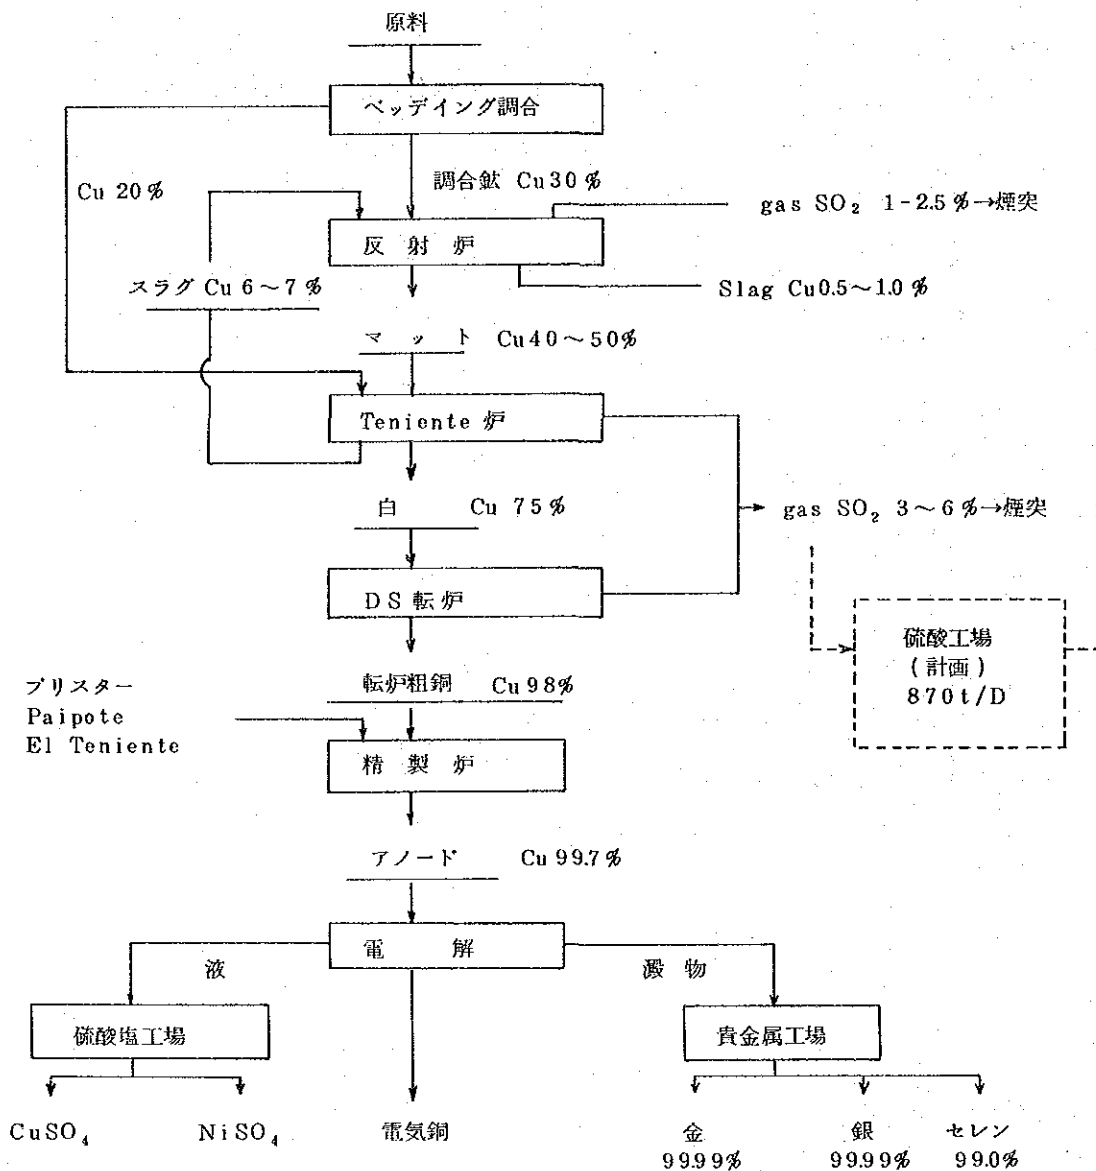 原料
ベッデイング調合
Cu 20%
調合鉱 Cu30%
gas SO₂ 1-2.5%→煙突
反射炉
スラグ Cu 6～7%
Slag Cu0.5～1.0%
マット Cu40～50%
Teniente 炉
白 Cu 75%
gas SO₂ 3～6%→煙突
DS転炉
硫酸工場
(計画)
870t/D
転炉粗銅 Cu98%
ブリスター
Paipote
El Teniente
精製炉
アノード Cu 99.7%
電解
液
澱物
硫酸塩工場
貴金属工場
CuSO₄
NiSO₄
電気銅
金
99.99%
銀
99.99%
セレン
99.0%